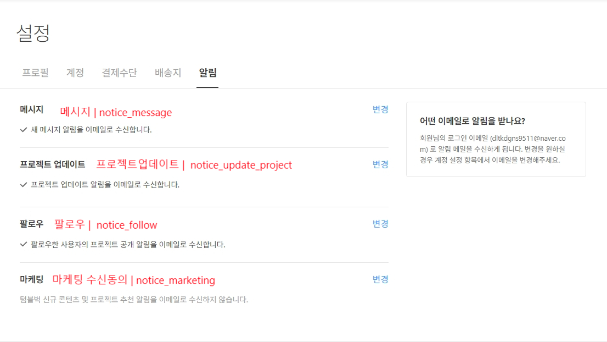 설정
프로필 계정 결제수단 배송지 알림
메시지 메시지 | notice_message 변경
✓ 새 메시지 알림을 이메일로 수신합니다.
프로젝트 업데이트 프로젝트업데이트 | notice_update_project 변경
✓ 프로젝트 업데이트 알림을 이메일로 수신합니다.
팔로우 팔로우 | notice_follow 변경
✓ 팔로우한 사용자의 프로젝트 공개 알림을 이메일로 수신합니다.
마케팅 마케팅 수신동의 | notice_marketing 변경
텀블벅 신규 콘텐츠 및 프로젝트 추천 알림을 이메일로 수신하지 않습니다.
어떤 이메일로 알림을 받나요?
회원님의 로그인 이메일 (dltkdgns9511@naver.co
m) 로 알림 메일을 수신하게 됩니다. 변경을 원하실
경우 계정 설정 항목에서 이메일을 변경해주세요.